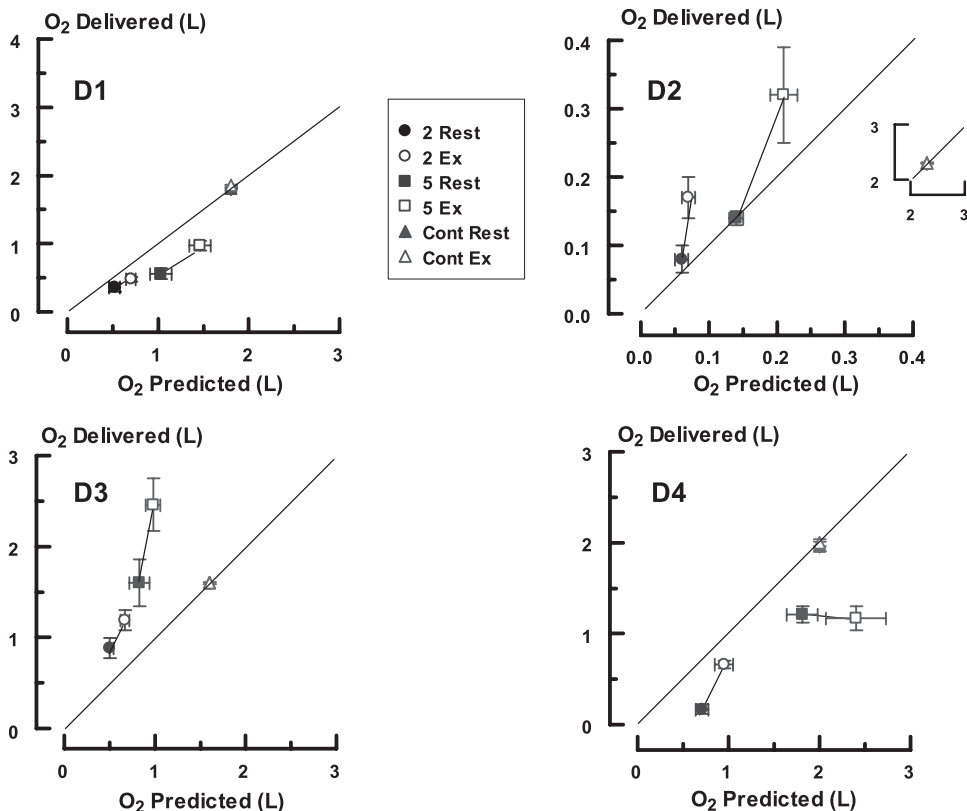 O₂ Delivered (L)
4
3
2
1
0
D1
0 1 2 3
O₂ Predicted (L)
2 Rest
2 Ex
5 Rest
5 Ex
Cont Rest
Cont Ex
O₂ Delivered (L)
0.4
0.3
0.2
0.1
0.0
D2
3
2
2 3
0.0 0.1 0.2 0.3 0.4
O₂ Predicted (L)
O₂ Delivered (L)
3
2
1
0
D3
0 1 2 3
O₂ Predicted (L)
O₂ Delivered (L)
3
2
1
0
D4
0 1 2 3
O₂ Predicted (L)